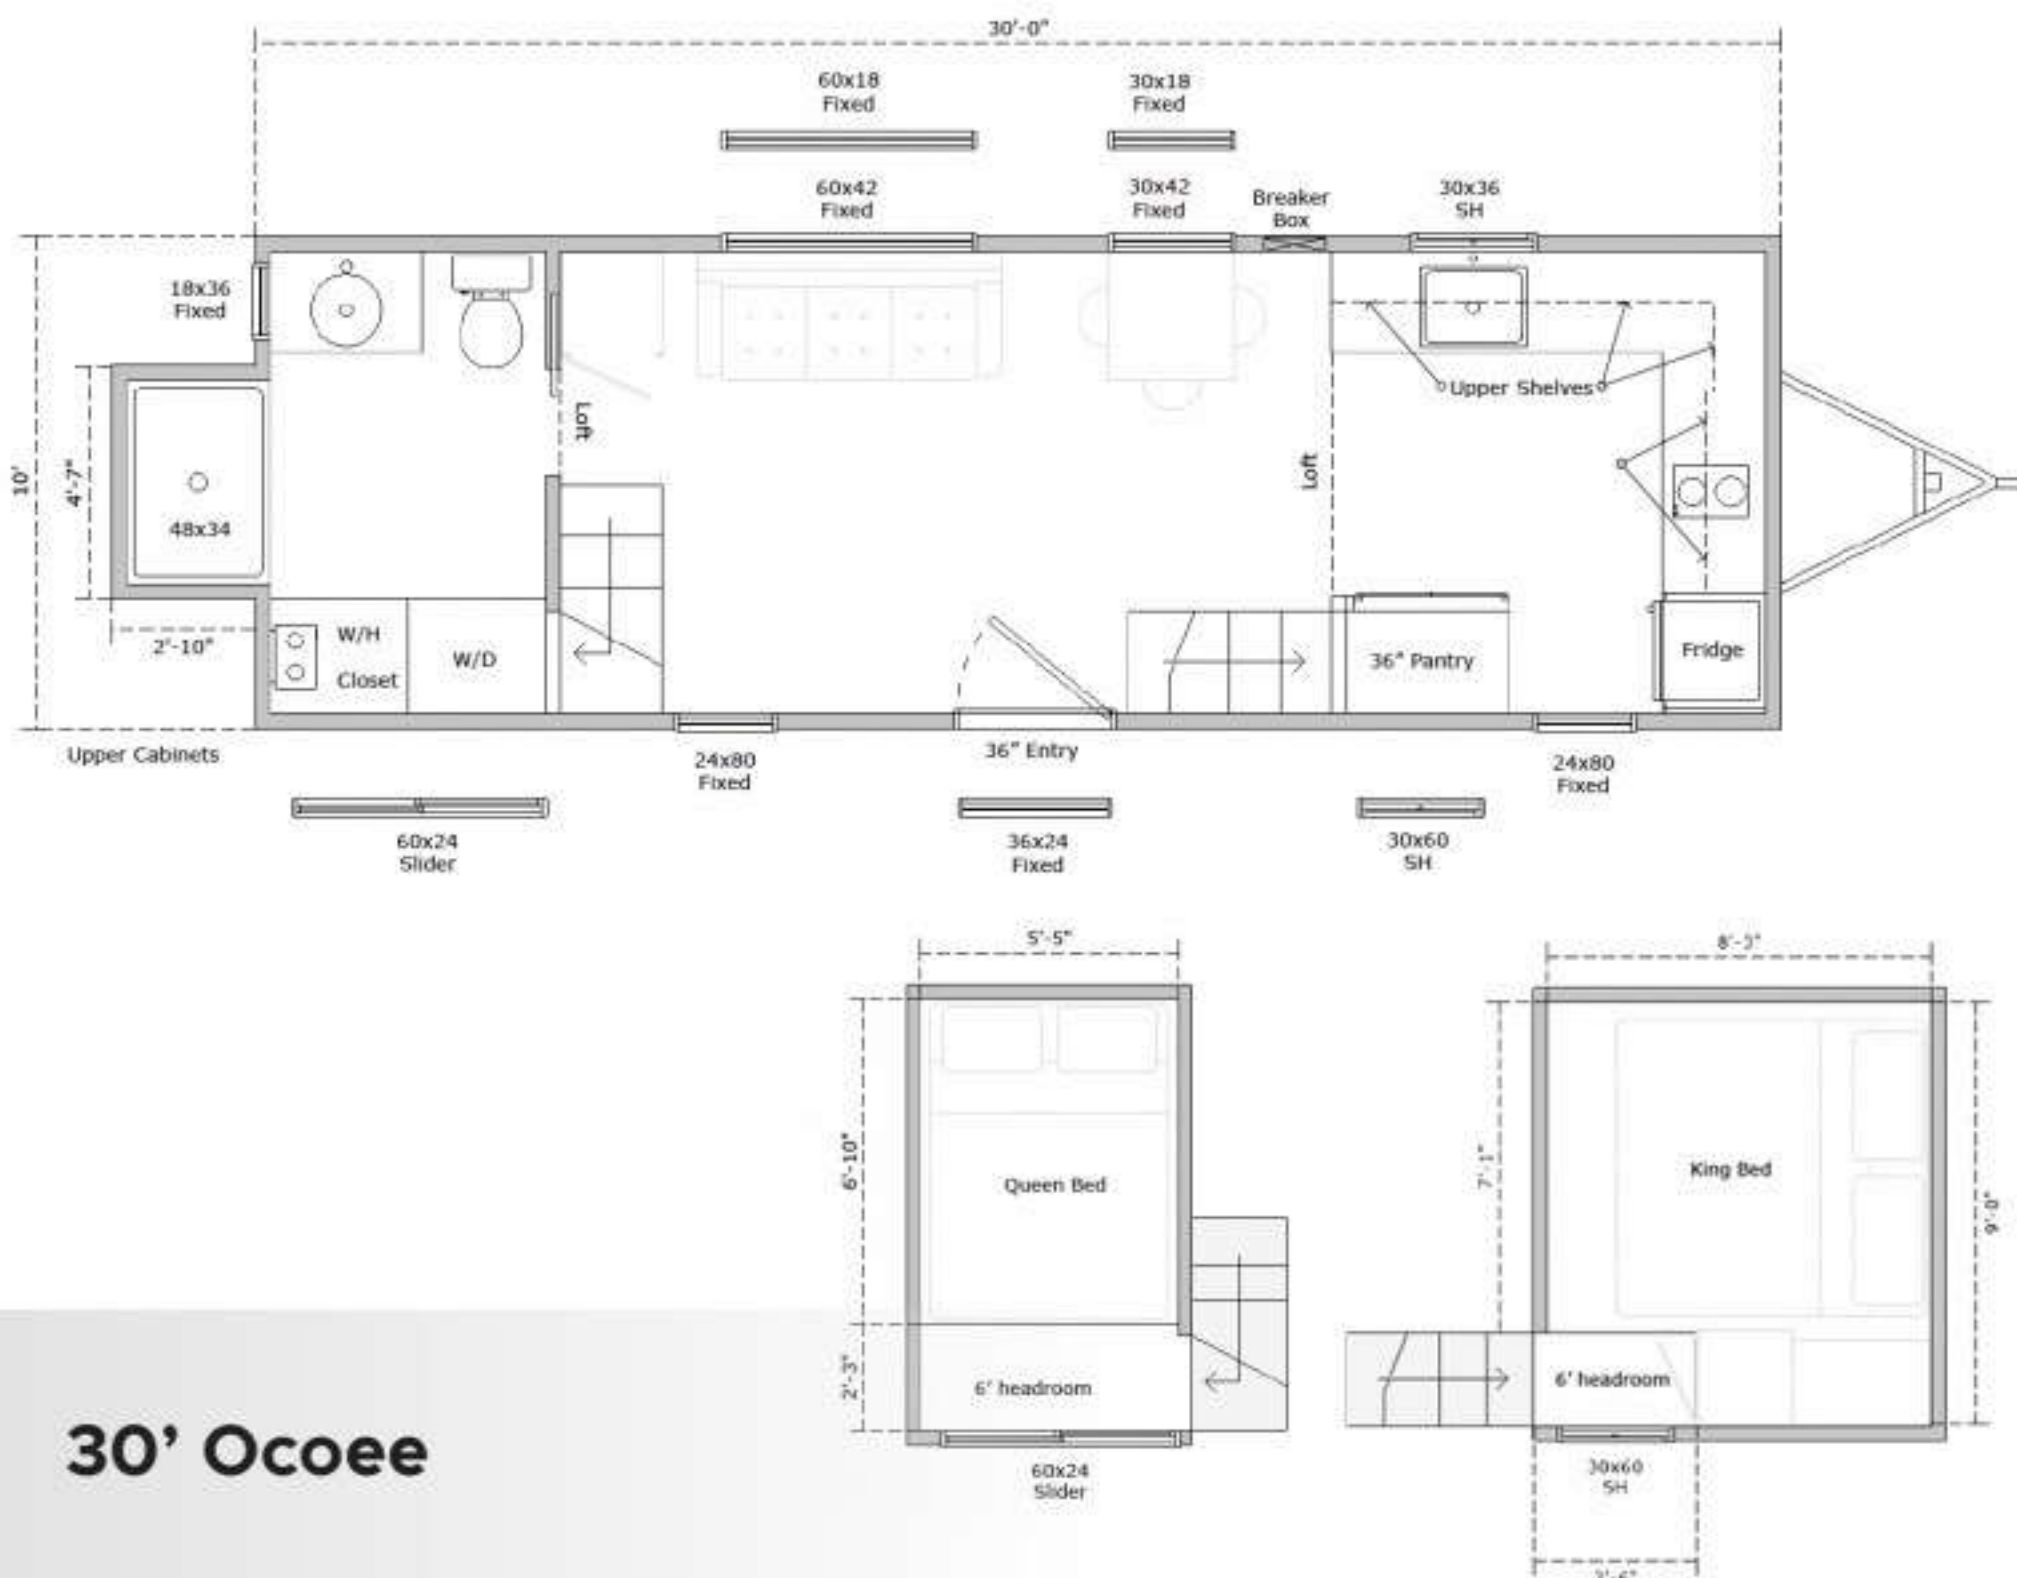 30'-0"
60x18
Fixed
30x18
Fixed
60x42
Fixed
30x42
Fixed
Breaker
Box
30x36
SH
18x36
Fixed
Upper Shelves
Loft
Loft
10'
4'-7"
48x34
2'-10"
W/H
Closet
W/D
36" Pantry
Fridge
Upper Cabinets
24x80
Fixed
36" Entry
24x80
Fixed
60x24
Slider
36x24
Fixed
30x60
SH
5'-5"
6'-10"
Queen Bed
2'-3"
6' headroom
60x24
Slider
7'-1"
King Bed
9'-0"
6' headroom
30x60
SH
30' Ocoee